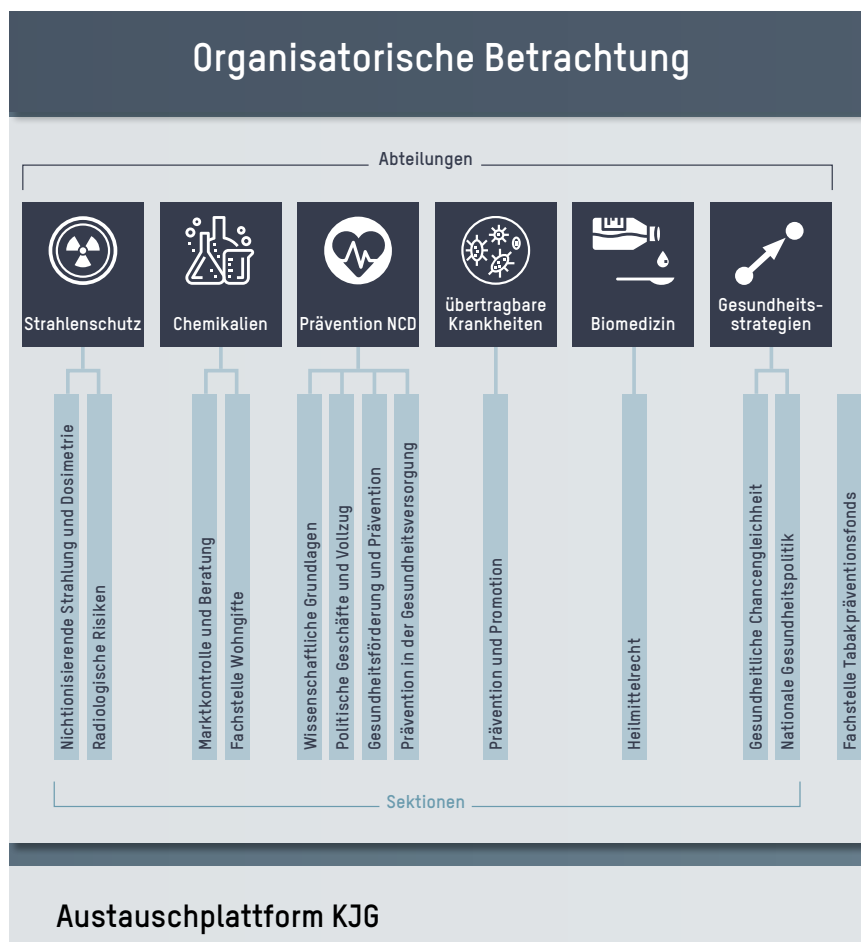 Organisatorische Betrachtung
Abteilungen
Strahlenschutz
Chemikalien
Prävention NCD
übertragbare
Krankheiten
Biomedizin
Gesundheits-
strategien
Nichtionisierende Strahlung und Dosimetrie
Radiologische Risiken
Marktkontrolle und Beratung
Fachstelle Wohngifte
Wissenschaftliche Grundlagen
Politische Geschäfte und Vollzug
Gesundheitsförderung und Prävention
Prävention in der Gesundheitsversorgung
Prävention und Promotion
Heilmittelrecht
Gesundheitliche Chancengleichheit
Nationale Gesundheitspolitik
Fachstelle Tabakpräventionsfonds
Sektionen
Austauschplattform KJG